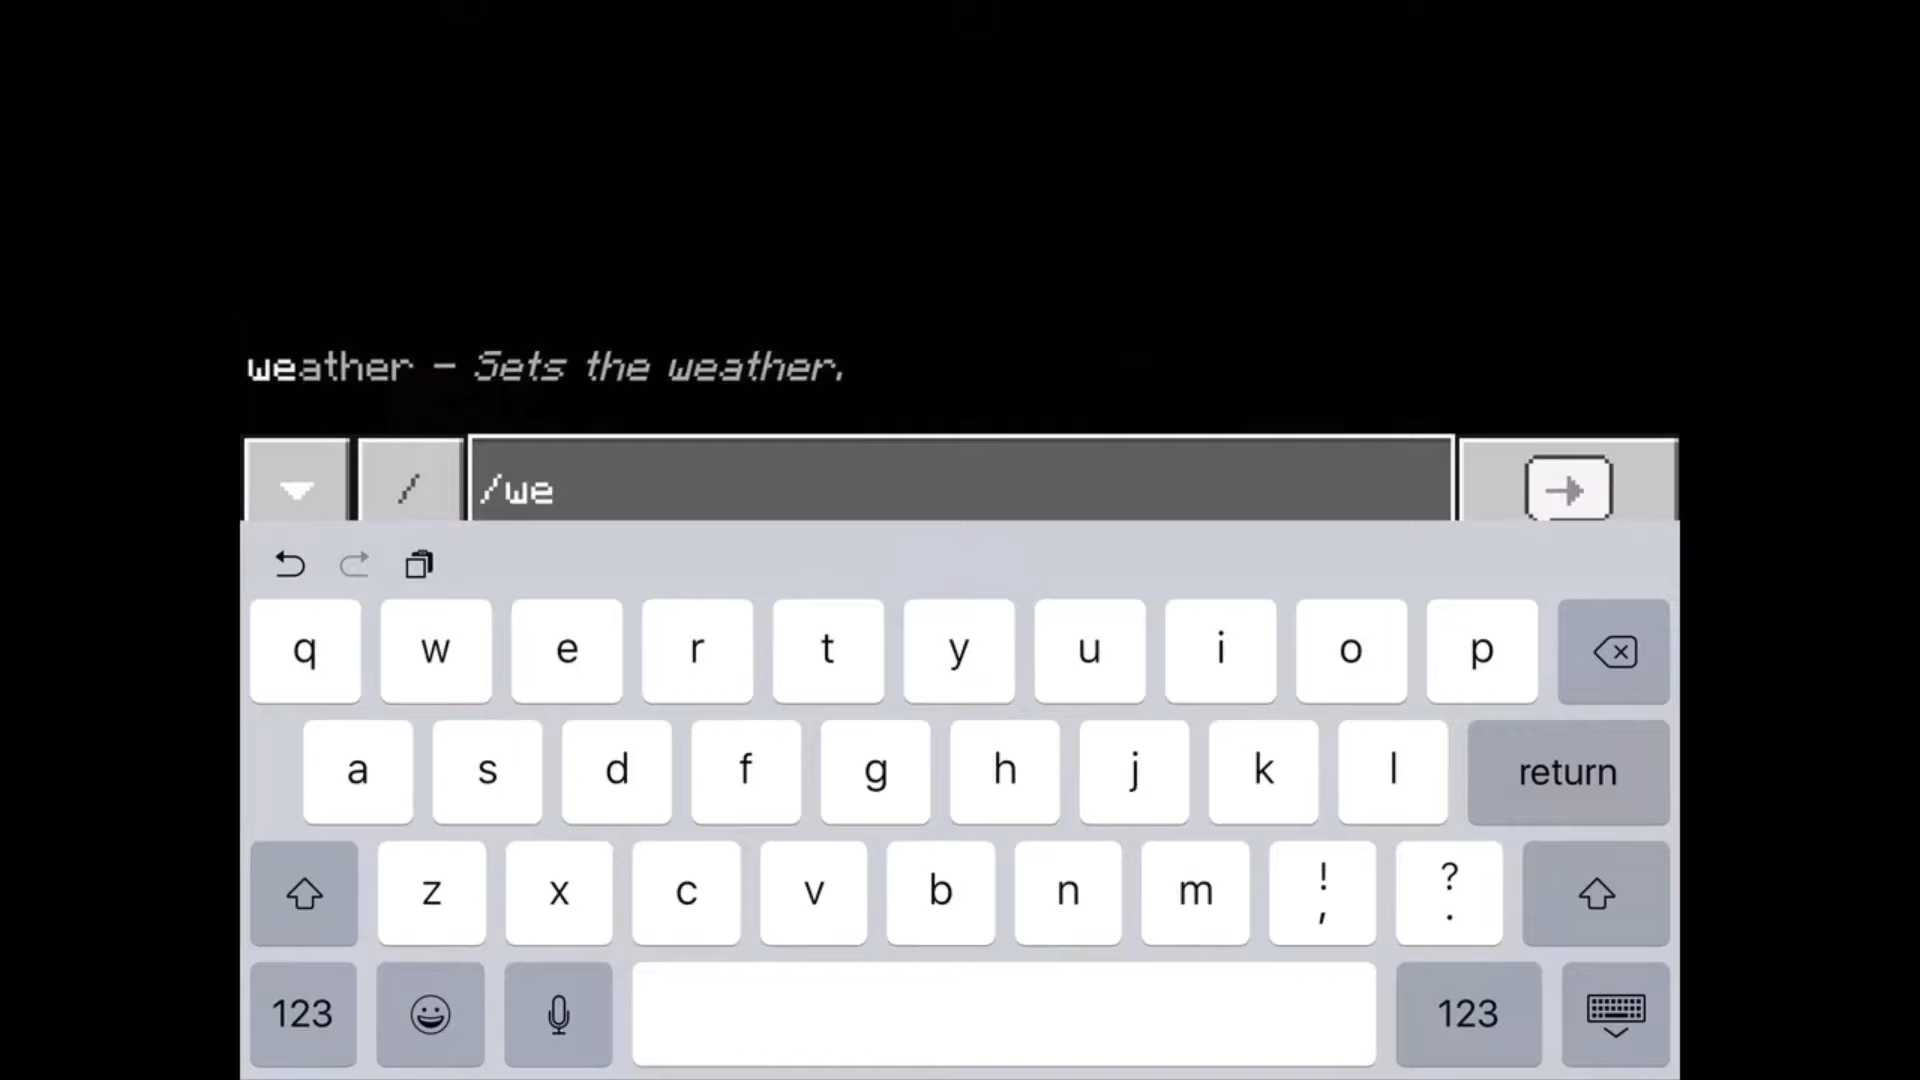 weather - Sets the weather.
/ /we
q w e r t y u i o p
a s d f g h j k l return
z x c v b n m ! , ? .
123 123